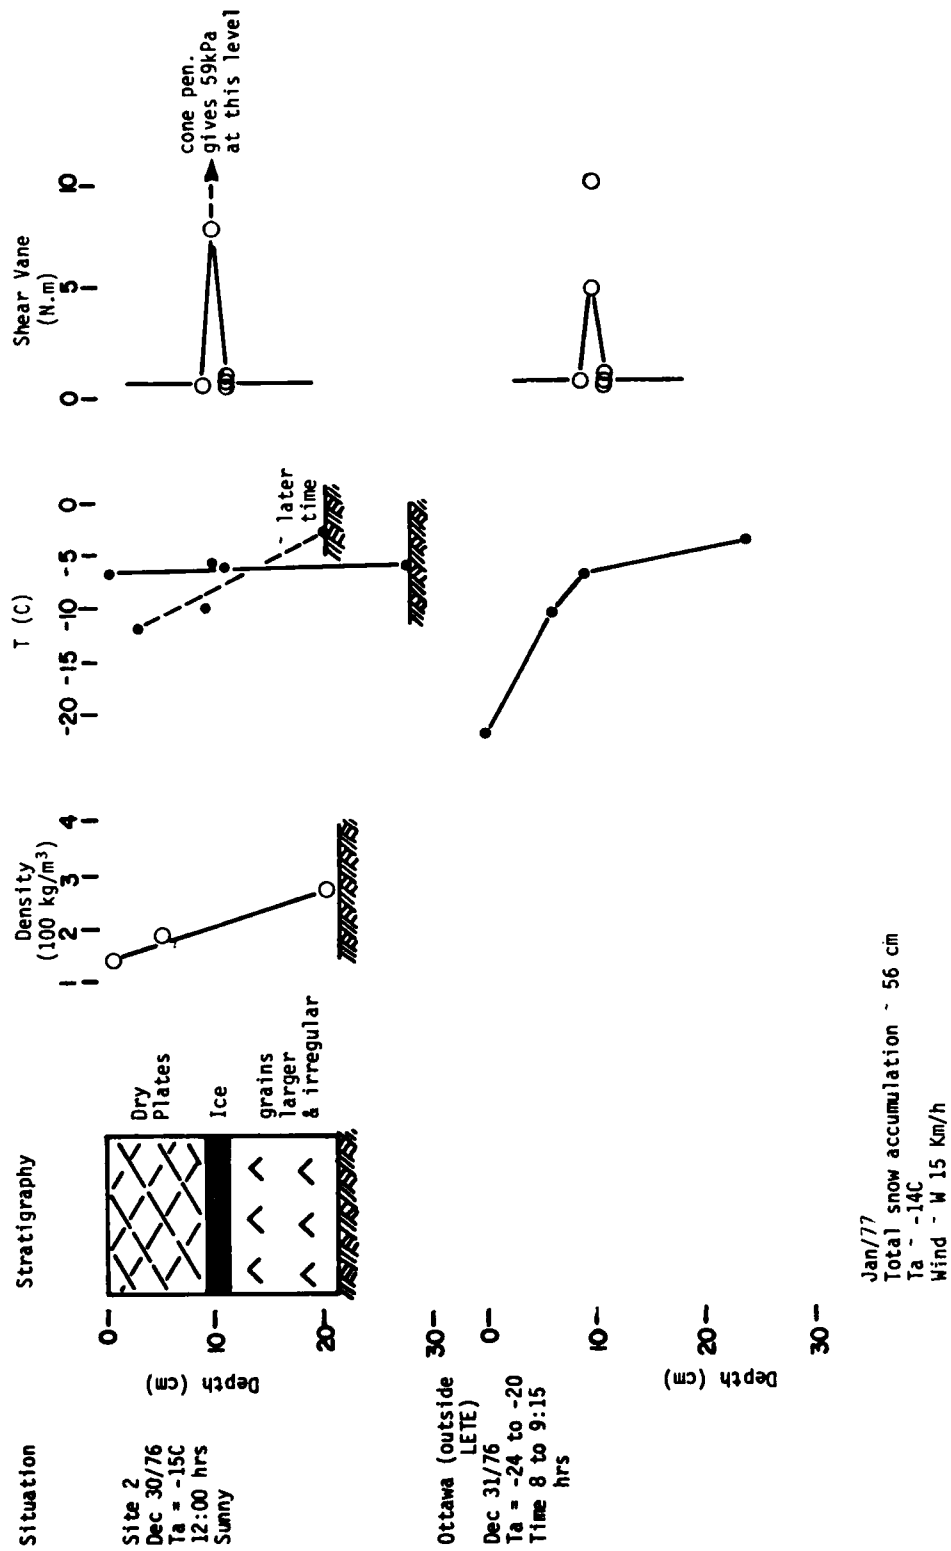 Situation
Stratigraphy
Density
(100 kg/m³)
T (C)
Shear Vane
(N.m)
1 2 3 4
-20 -15 -10 -5 0
0 5 10
Site 2
Dec 30/76
Ta = -15C
12:00 hrs
Sunny
Depth (cm)
0
10
20
30
Dry
Plates
Ice
grains
larger
& irregular
~ later
time
cone pen.
gives 59kPa
at this level
Ottawa (outside
LETE)
Dec 31/76
Ta = -24 to -20
Time 8 to 9:15
hrs
Depth (cm)
0
10
20
30
Jan/77
Total snow accumulation ~ 56 cm
Ta ~ -14C
Wind ~ W 15 Km/h